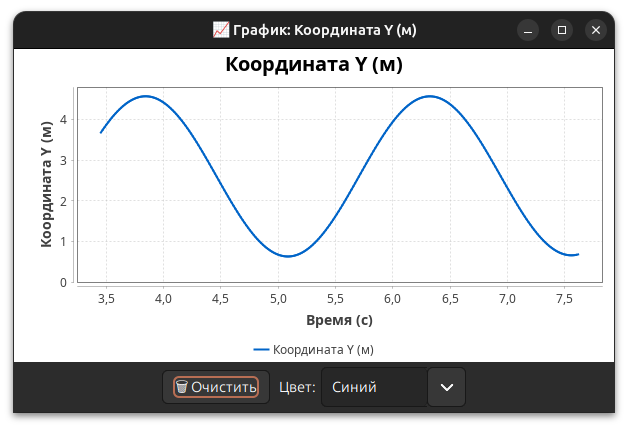 График: Координата Y (м)
Координата Y (м)
Координата Y (м)
4
3
2
1
0
3,5 4,0 4,5 5,0 5,5 6,0 6,5 7,0 7,5
Время (с)
Координата Y (м)
Очистить Цвет: Синий